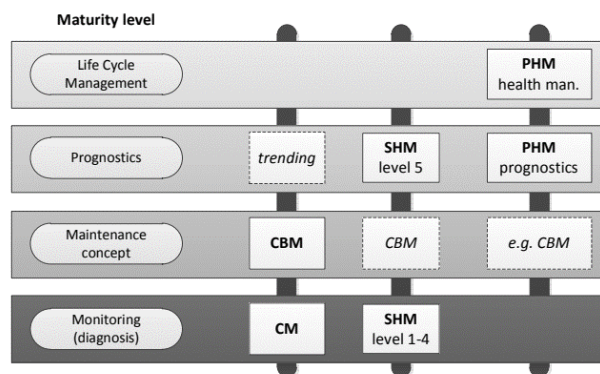 Maturity level
Life Cycle
Management
PHM
health man.
Prognostics
trending
SHM
level 5
PHM
prognostics
Maintenance
concept
CBM
CBM
e.g. CBM
Monitoring
(diagnosis)
CM
SHM
level 1-4